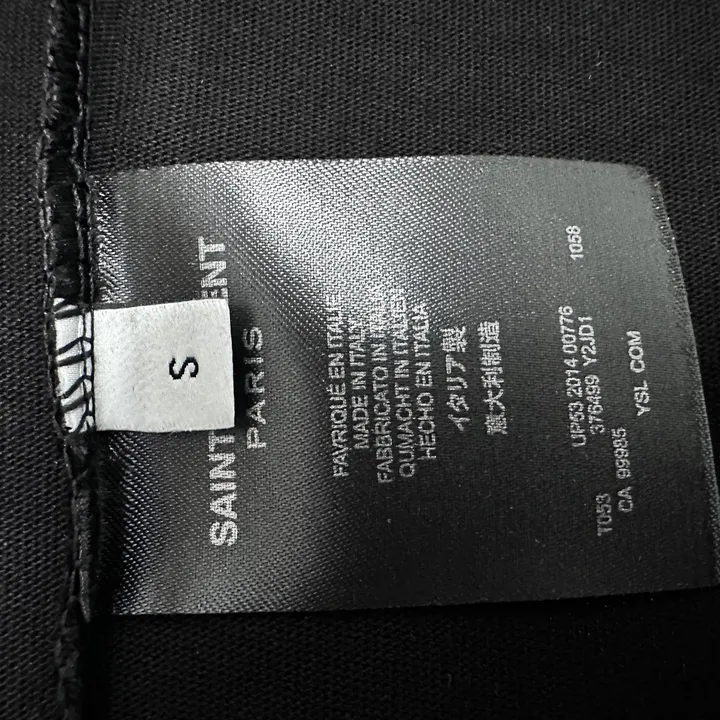 SAINT ENT
PARIS
S
FAVRIQUÉ EN ITALIE
MADE IN ITALY
FABBRICATO IN ITALIA
QUMACHT IN ITALIEN
HECHO EN ITALIA
イタリア製
意大利制造
UP53 2014 00776 1058
376499 Y2JD1
T053
CA 99985 YSL COM